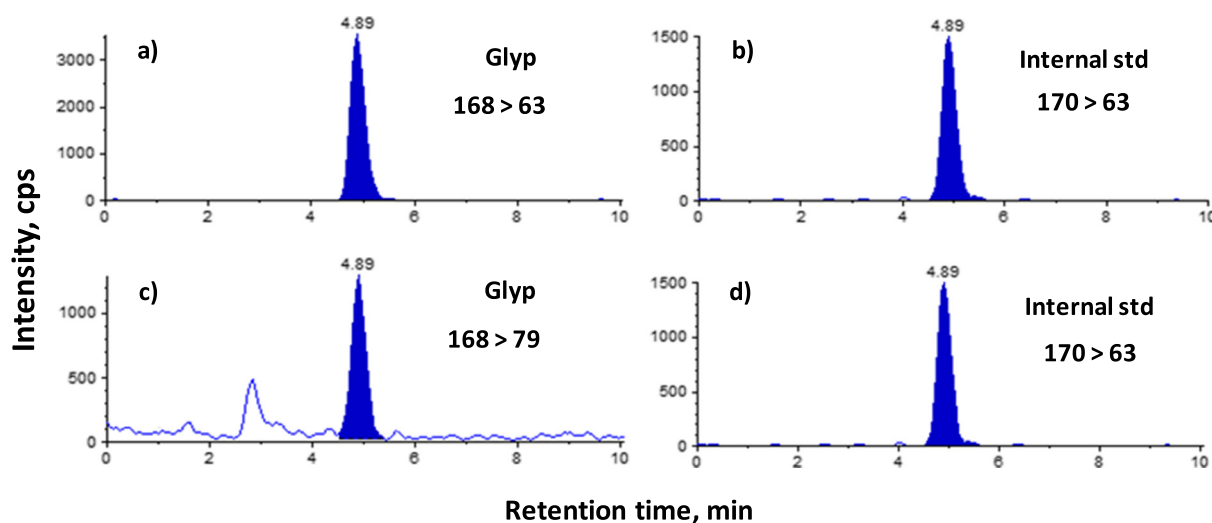 4.89
a)
Glyp
168 > 63
3000
2000
1000
0
0 2 4 6 8 10
4.89
b)
Internal std
170 > 63
1500
1000
500
0
0 2 4 6 8 10
4.89
c)
Glyp
168 > 79
1000
500
0
0 2 4 6 8 10
4.89
d)
Internal std
170 > 63
1500
1000
500
0
0 2 4 6 8 10
Intensity, cps
Retention time, min